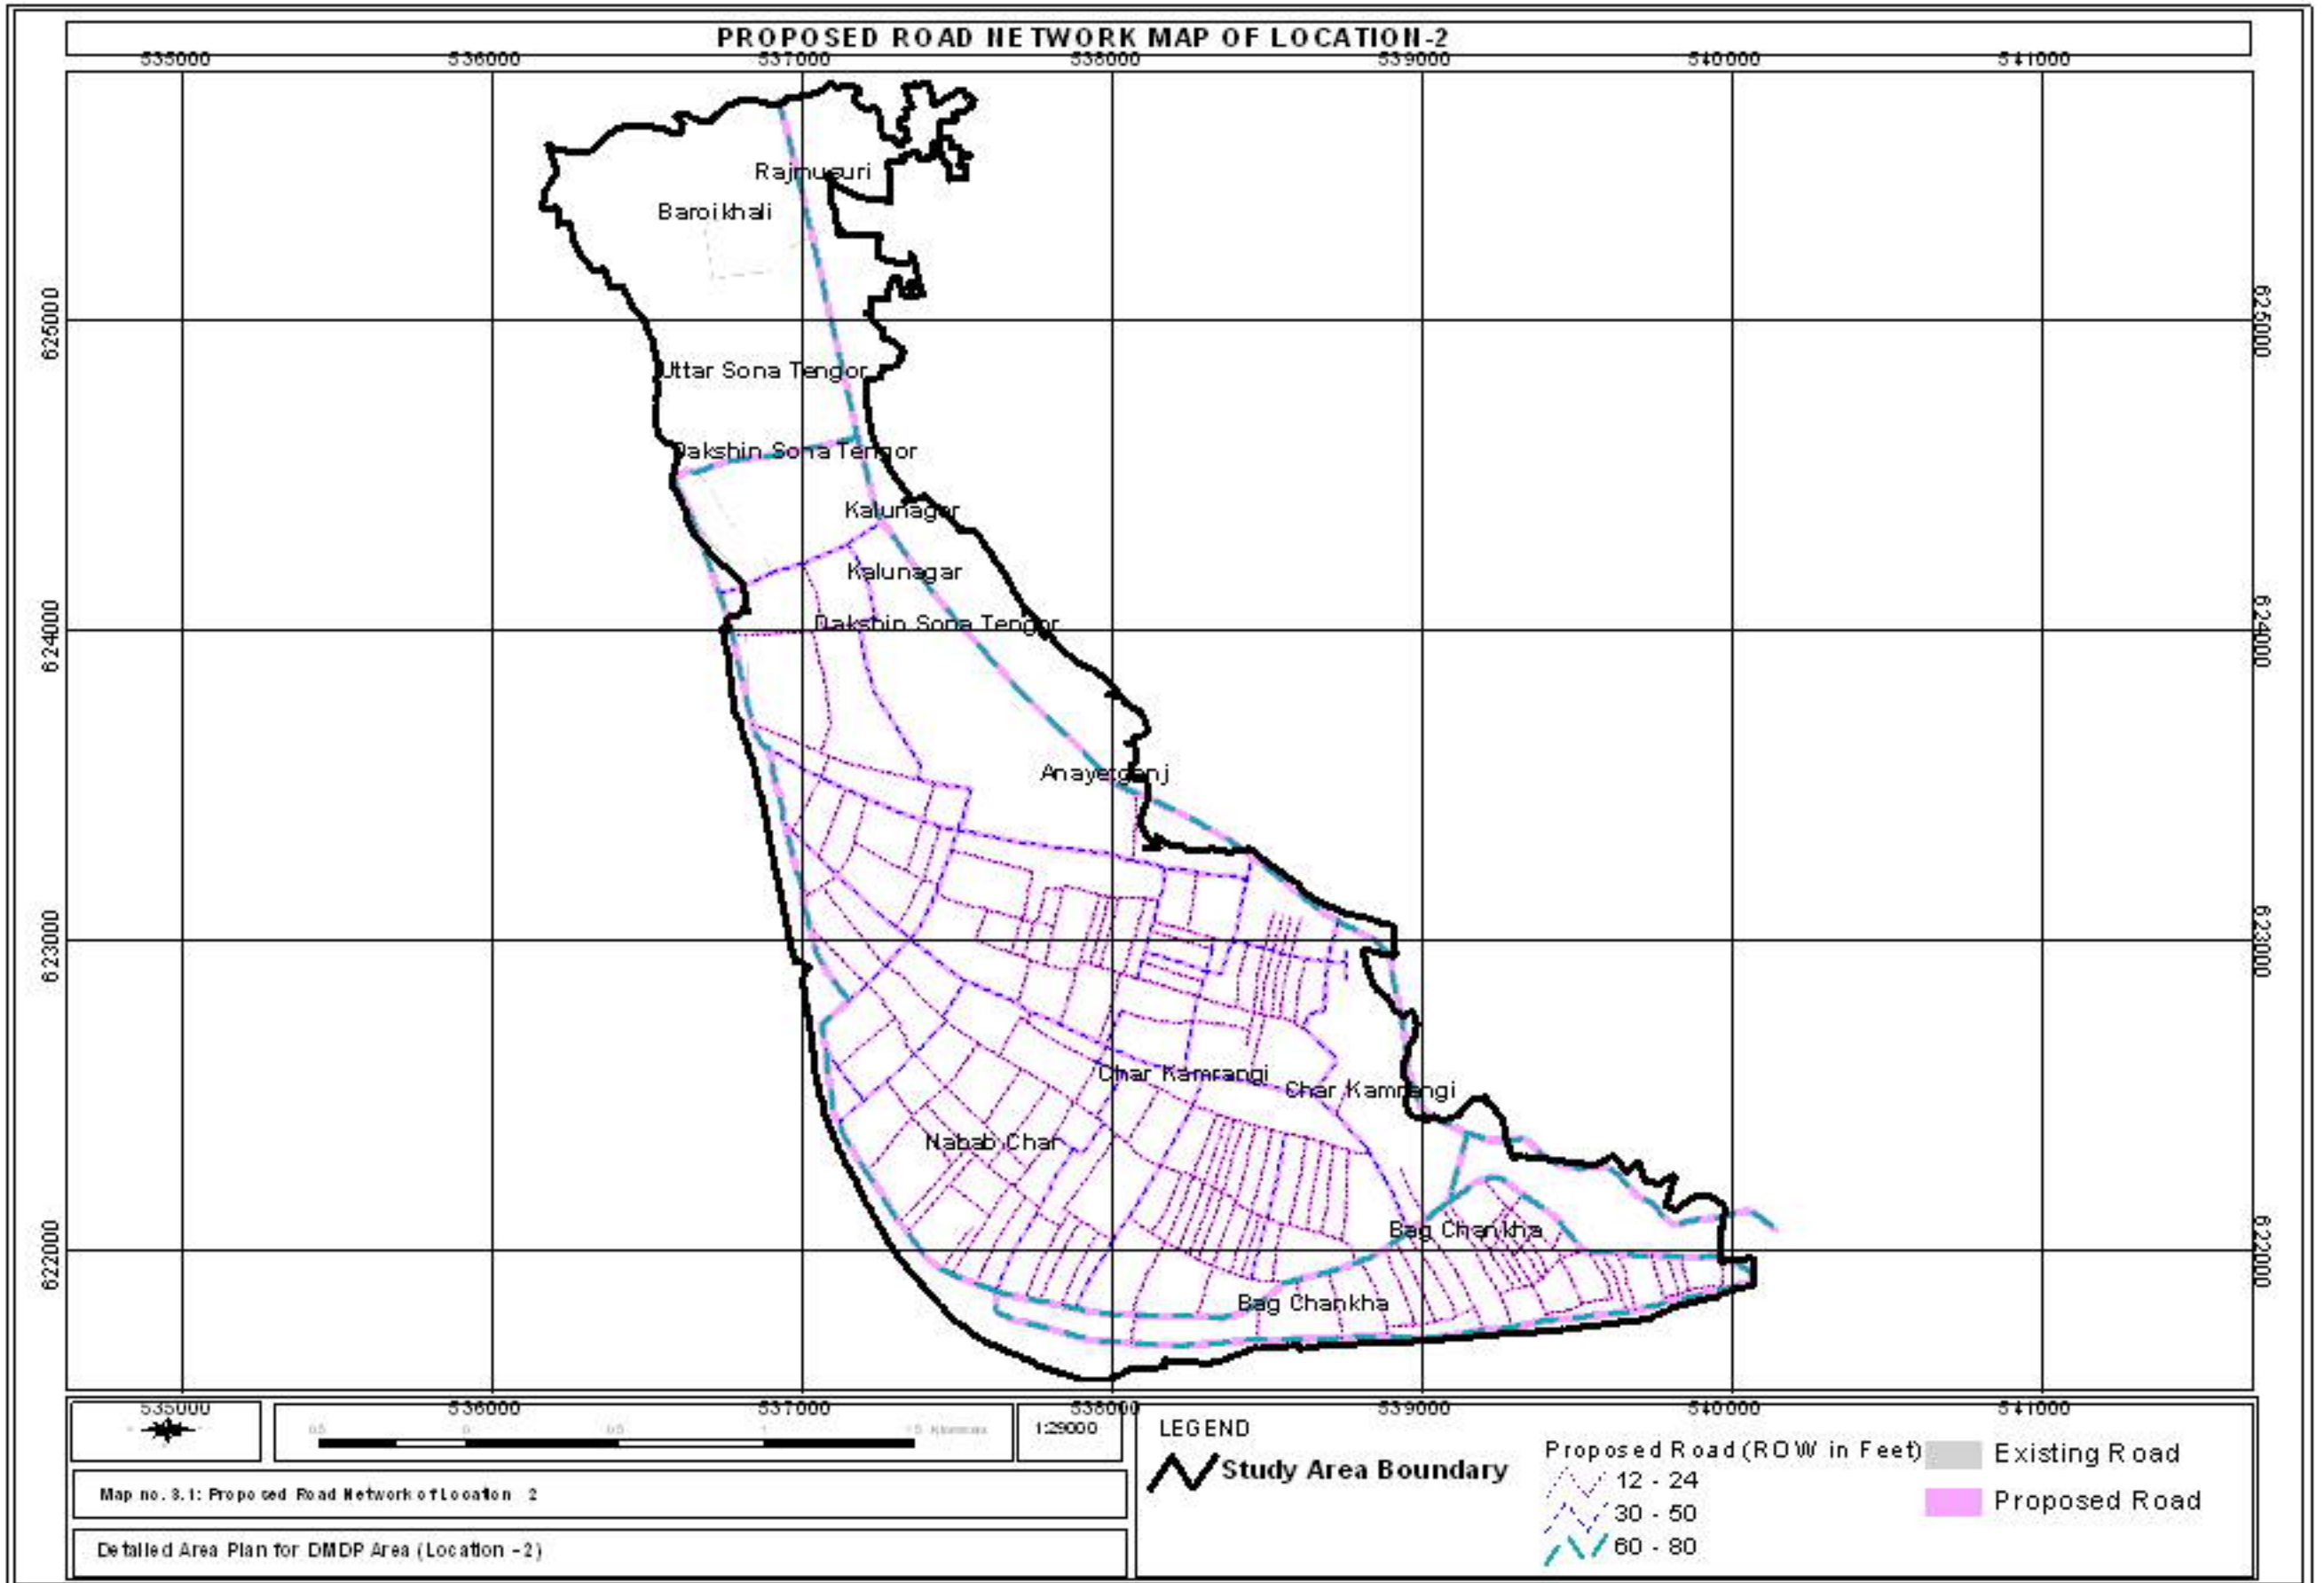 PROPOSED ROAD NETWORK MAP OF LOCATION-2
535000 536000 537000 538000 539000 540000 541000
Rajmusuri
Baroikhali
625000 625000
Uttar Sona Tengor
Dakshin Sona Tengor
Kalunagar
Kalunagar
Dakshin Sona Tengor
624000 624000
Anayetganj
623000 623000
Char Kamrangi
Char Kamrangi
Nabab Char
Bag Chankha
622000 622000
Bag Chankha
535000 536000 537000 538000 539000 540000 541000
1:29000
Map no. 3.1: Proposed Road Network of Location 2
Detailed Area Plan for DMDP Area (Location -2)
LEGEND
Study Area Boundary
Proposed Road (ROW in Feet)
12 - 24
30 - 50
60 - 80
Existing Road
Proposed Road